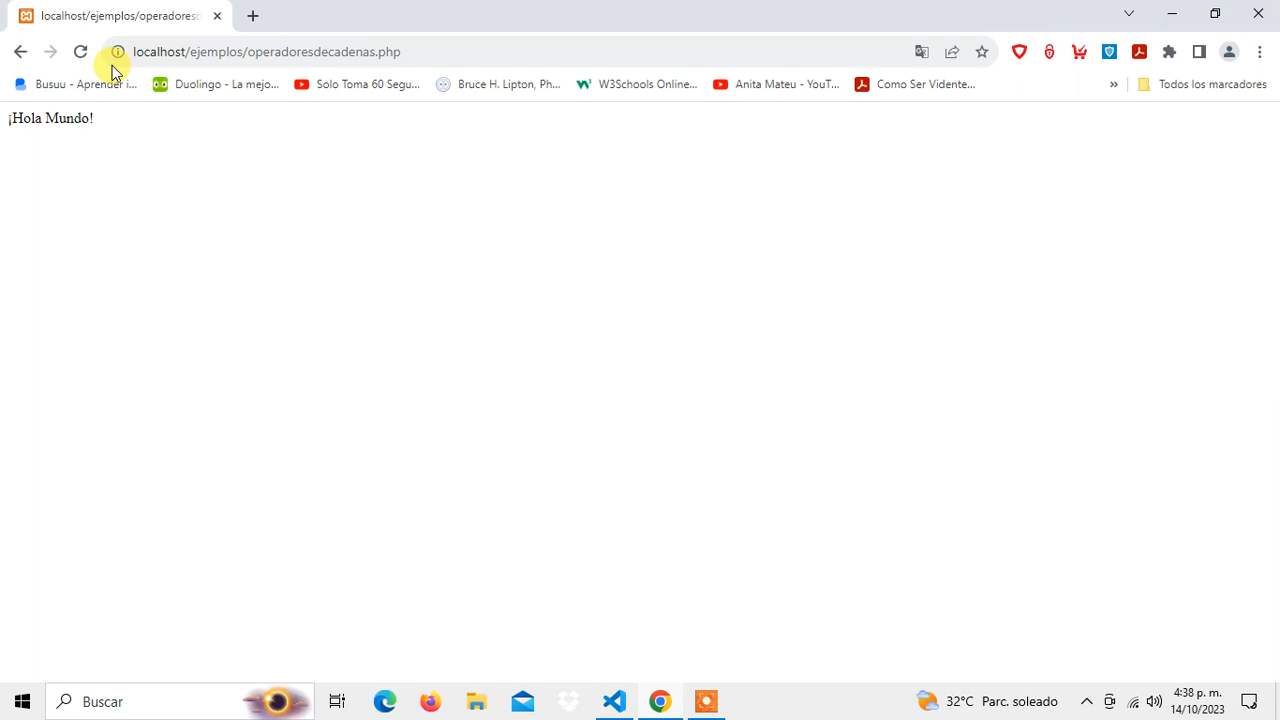 localhost/ejemplos/operadoresd
localhost/ejemplos/operadoresdecadenas.php
Busuu - Aprender i... Duolingo - La mejo... Solo Toma 60 Segu... Bruce H. Lipton, Ph... W3Schools Online... Anita Mateu - YouT... Como Ser Vidente... » Todos los marcadores
¡Hola Mundo!
Buscar
32°C Parc. soleado
4:38 p. m.
14/10/2023